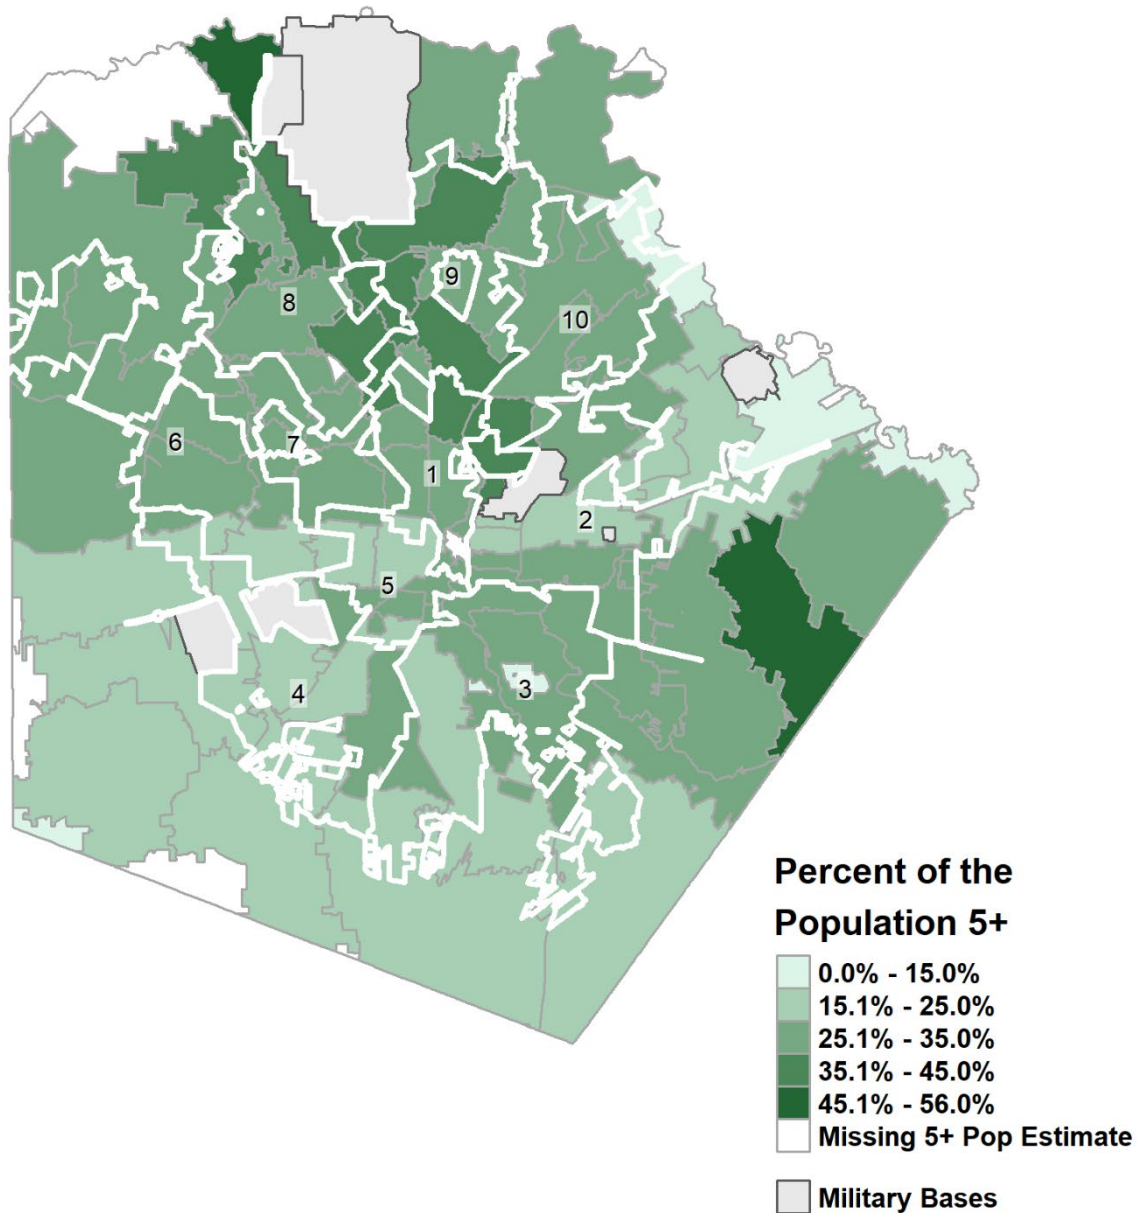 9
8
10
6
7
1
2
5
3
4
Percent of the
Population 5+
0.0% - 15.0%
15.1% - 25.0%
25.1% - 35.0%
35.1% - 45.0%
45.1% - 56.0%
Missing 5+ Pop Estimate
Military Bases